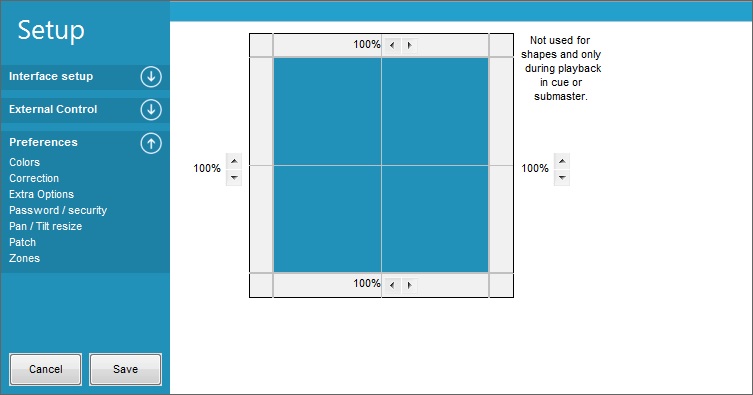 Setup
Interface setup
External Control
Preferences
Colors
Correction
Extra Options
Password / security
Pan / Tilt resize
Patch
Zones
Cancel
Save
100%
100%
100%
100%
Not used for
shapes and only
during playback
in cue or
submaster.